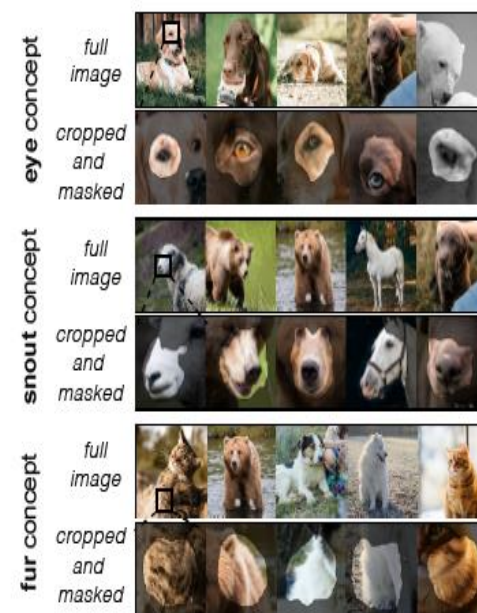 eye concept
full
image
cropped
and
masked
snout concept
full
image
cropped
and
masked
fur concept
full
image
cropped
and
masked